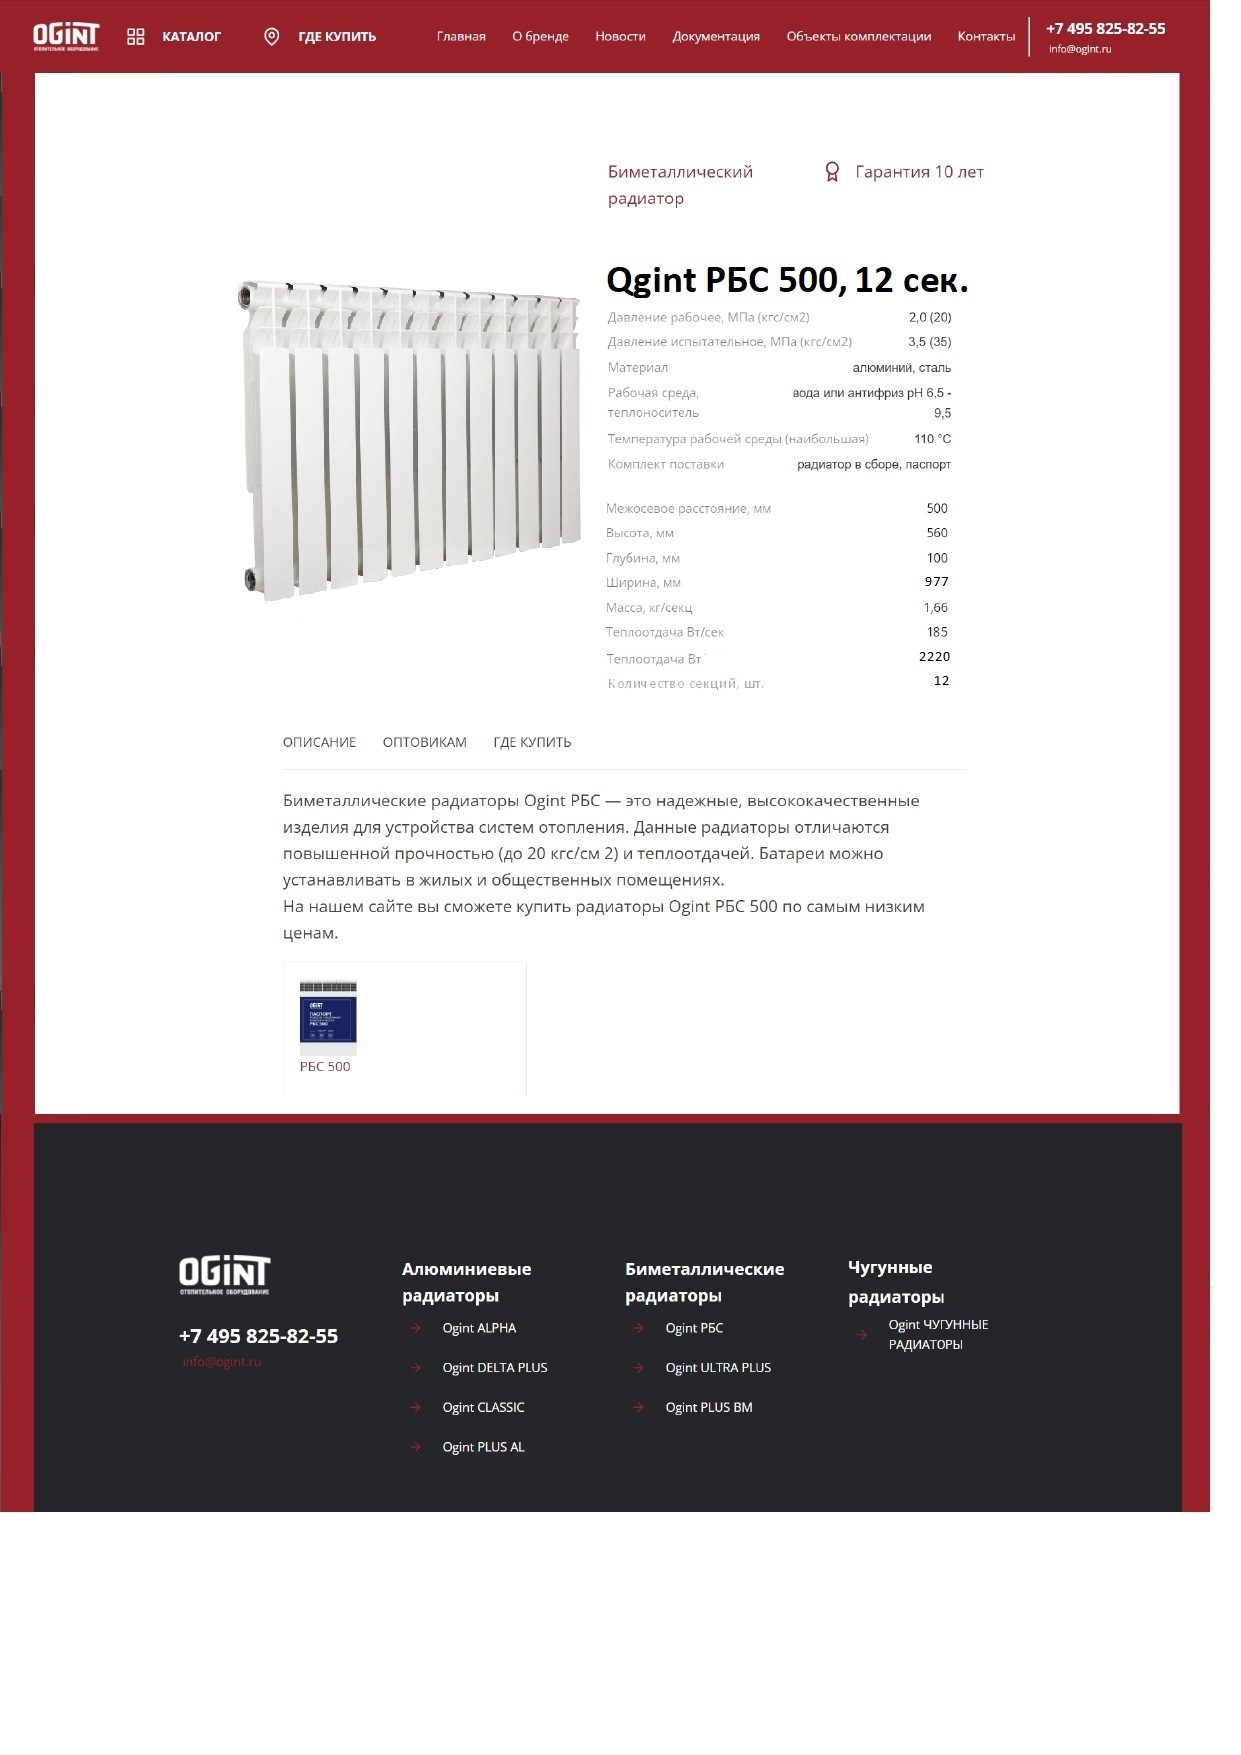 OGiNT
ОТОПИТЕЛЬНОЕ ОБОРУДОВАНИЕ
КАТАЛОГ
ГДЕ КУПИТЬ
Главная
О бренде
Новости
Документация
Объекты комплектации
Контакты
+7 495 825-82-55
info@ogint.ru
Биметаллический
радиатор
Гарантия 10 лет
Qgint РБС 500, 12 сек.
Давление рабочее, МПа (кгс/см2) 2,0 (20)
Давление испытательное, МПа (кгс/см2) 3,5 (35)
Материал алюминий, сталь
Рабочая среда, вода или антифриз pH 6,5 -
теплоноситель 9,5
Температура рабочей среды (наибольшая) 110 °C
Комплект поставки радиатор в сборе, паспорт
Межосевое расстояние, мм 500
Высота, мм 560
Глубина, мм 100
Ширина, мм 977
Масса, кг/секц 1,66
Теплоотдача Вт/сек 185
Теплоотдача Вт 2220
Количество секций, шт. 12
ОПИСАНИЕ ОПТОВИКАМ ГДЕ КУПИТЬ
Биметаллические радиаторы Ogint РБС — это надежные, высококачественные
изделия для устройства систем отопления. Данные радиаторы отличаются
повышенной прочностью (до 20 кгс/см 2) и теплоотдачей. Батареи можно
устанавливать в жилых и общественных помещениях.
На нашем сайте вы сможете купить радиаторы Ogint РБС 500 по самым низким
ценам.
OGiNT
ПАСПОРТ
РБС 500
РБС 500
OGiNT
ОТОПИТЕЛЬНОЕ ОБОРУДОВАНИЕ
+7 495 825-82-55
info@ogint.ru
Алюминиевые
радиаторы
Ogint ALPHA
Ogint DELTA PLUS
Ogint CLASSIC
Ogint PLUS AL
Биметаллические
радиаторы
Ogint РБС
Ogint ULTRA PLUS
Ogint PLUS BM
Чугунные
радиаторы
Ogint ЧУГУННЫЕ
РАДИАТОРЫ